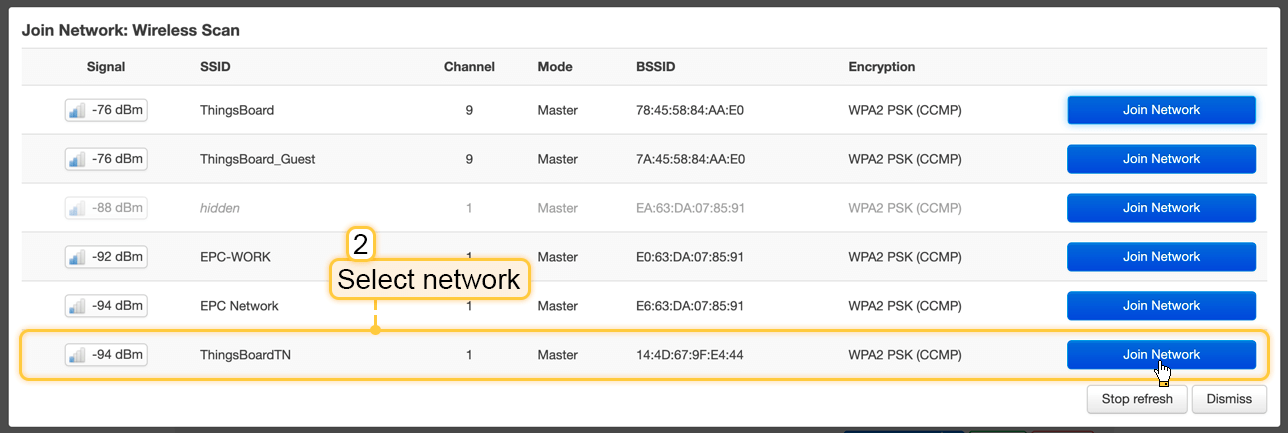 Join Network: Wireless Scan
Signal SSID Channel Mode BSSID Encryption
-76 dBm ThingsBoard 9 Master 78:45:58:84:AA:E0 WPA2 PSK (CCMP) Join Network
-76 dBm ThingsBoard_Guest 9 Master 7A:45:58:84:AA:E0 WPA2 PSK (CCMP) Join Network
-88 dBm hidden 1 Master EA:63:DA:07:85:91 WPA2 PSK (CCMP) Join Network
2
-92 dBm EPC-WORK 1 Master E0:63:DA:07:85:91 WPA2 PSK (CCMP) Join Network
Select network
-94 dBm EPC Network 1 Master E6:63:DA:07:85:91 WPA2 PSK (CCMP) Join Network
-94 dBm ThingsBoardTN 1 Master 14:4D:67:9F:E4:44 WPA2 PSK (CCMP) Join Network
Stop refresh Dismiss